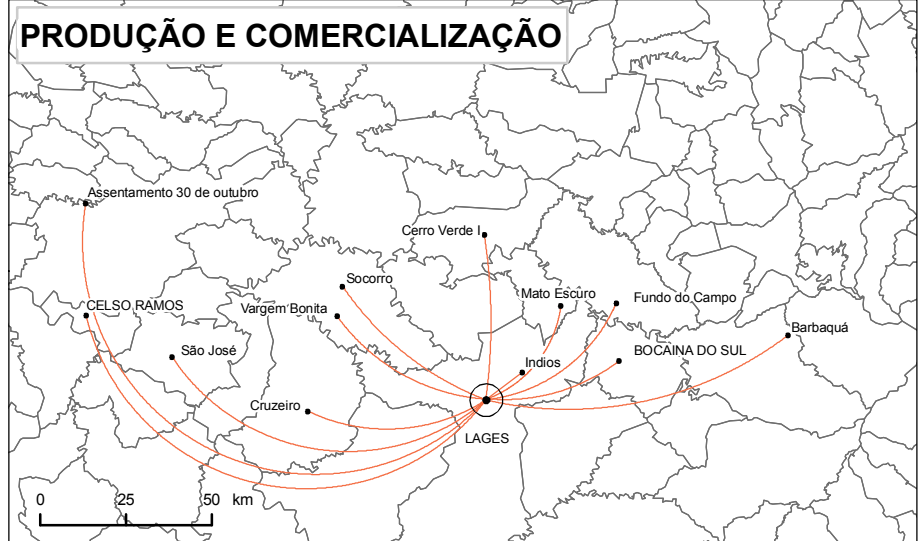 PRODUÇÃO E COMERCIALIZAÇÃO
Assentamento 30 de outubro
Cerro Verde I
Socorro
Mato Escuro
Fundo do Campo
CELSO RAMOS
Vargem Bonita
Barbaquá
São José
BOCAINA DO SUL
Indios
Cruzeiro
LAGES
0 25 50 km